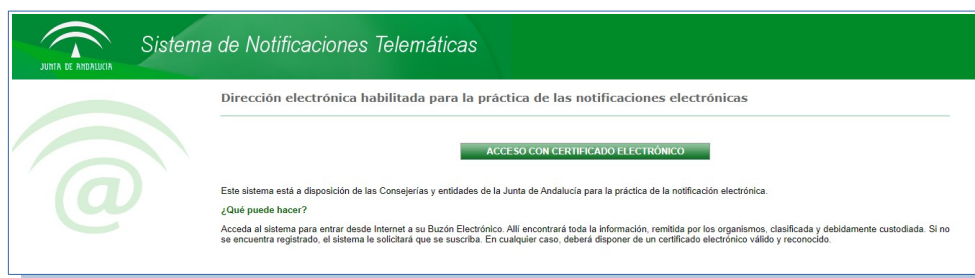 JUNTA DE ANDALUCIA
Sistema de Notificaciones Telemáticas
Dirección electrónica habilitada para la práctica de las notificaciones electrónicas
ACCESO CON CERTIFICADO ELECTRÓNICO
Este sistema está a disposición de las Consejerías y entidades de la Junta de Andalucía para la práctica de la notificación electrónica.
¿Qué puede hacer?
Acceda al sistema para entrar desde Internet a su Buzón Electrónico. Allí encontrará toda la información, remitida por los organismos, clasificada y debidamente custodiada. Si no
se encuentra registrado, el sistema le solicitará que se suscriba. En cualquier caso, deberá disponer de un certificado electrónico válido y reconocido.
@